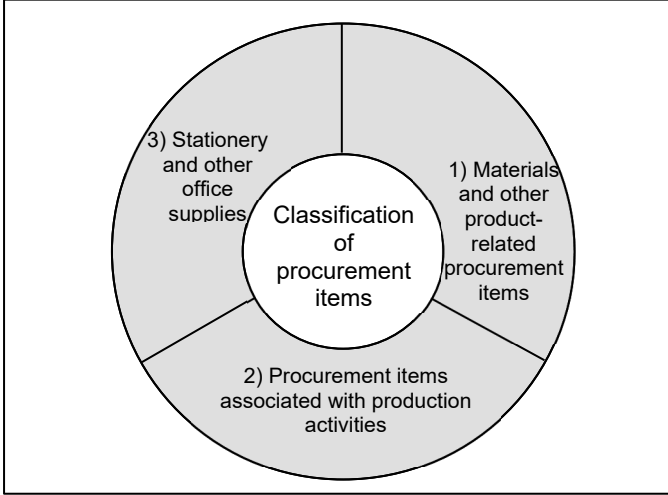 Classification
of
procurement
items
1) Materials
and other
product-
related
procurement
items
2) Procurement items
associated with production
activities
3) Stationery
and other
office
supplies